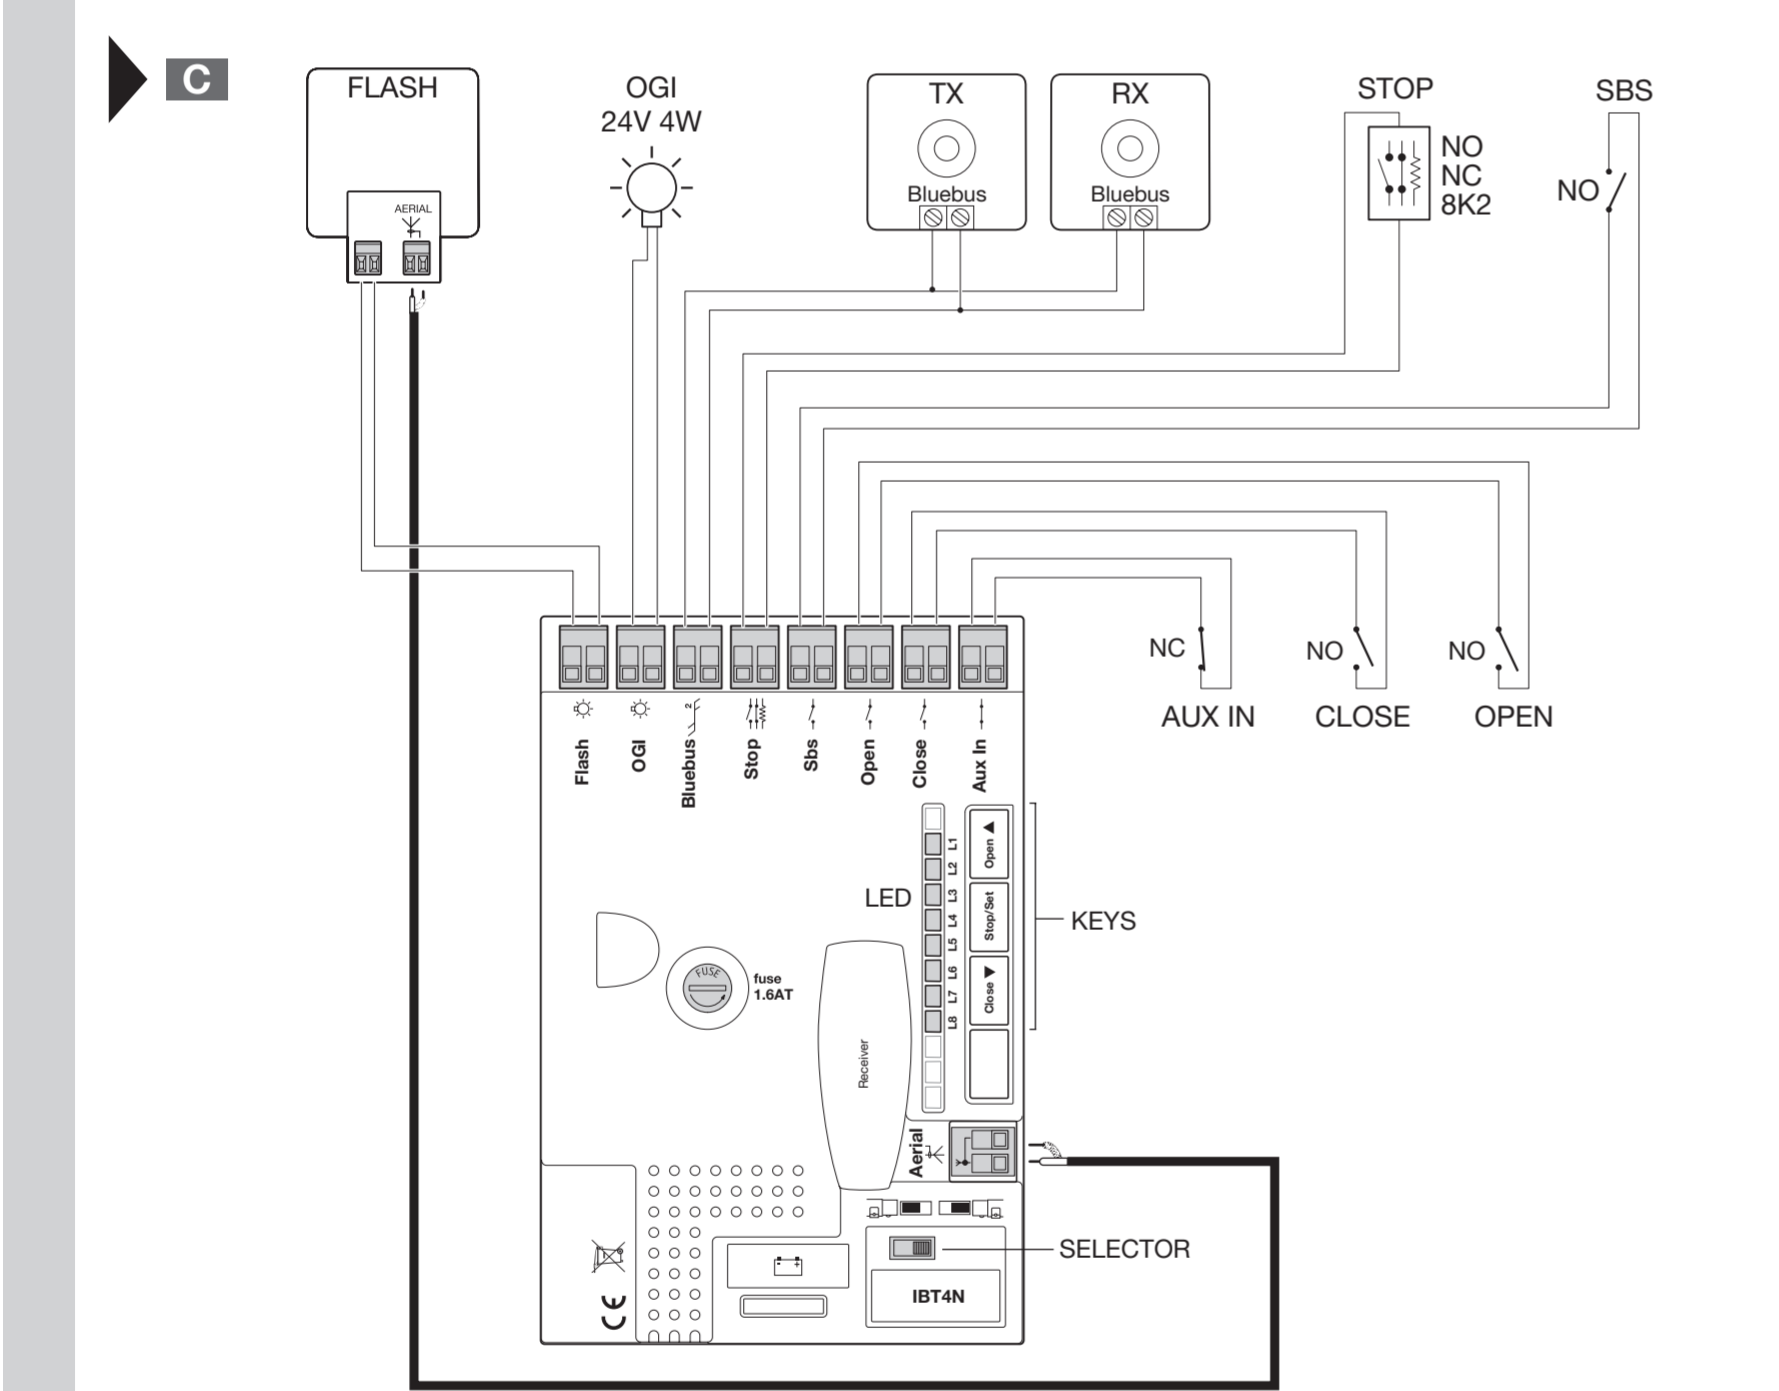 C
FLASH
AERIAL
OGI
24V 4W
TX
Bluebus
RX
Bluebus
STOP
NO
NC
8K2
SBS
NO
NC
AUX IN
NO
CLOSE
NO
OPEN
Flash
OGI
Bluebus
2
Stop
Sbs
Open
Close
Aux In
LED
L1
L2
L3
L4
L5
L6
L7
L8
Open ▲
Stop/Set
Close ▼
KEYS
FUSE
fuse
1.6AT
Receiver
Aerial
SELECTOR
IBT4N
- +
CE